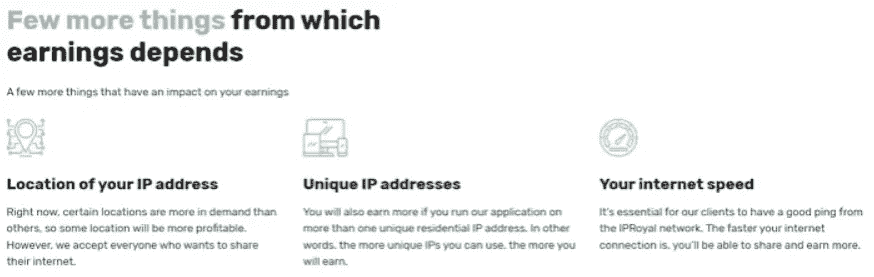 Few more things from which
earnings depends
A few more things that have an impact on your earnings
Location of your IP address
Right now, certain locations are more in demand than
others, so some location will be more profitable.
However, we accept everyone who wants to share
their internet.
Unique IP addresses
You will also earn more if you run our application on
more than one unique residential IP address. In other
words, the more unique IPs you can use, the more you
will earn.
Your internet speed
It's essential for our clients to have a good ping from
the IPRoyal network. The faster your internet
connection is, you'll be able to share and earn more.